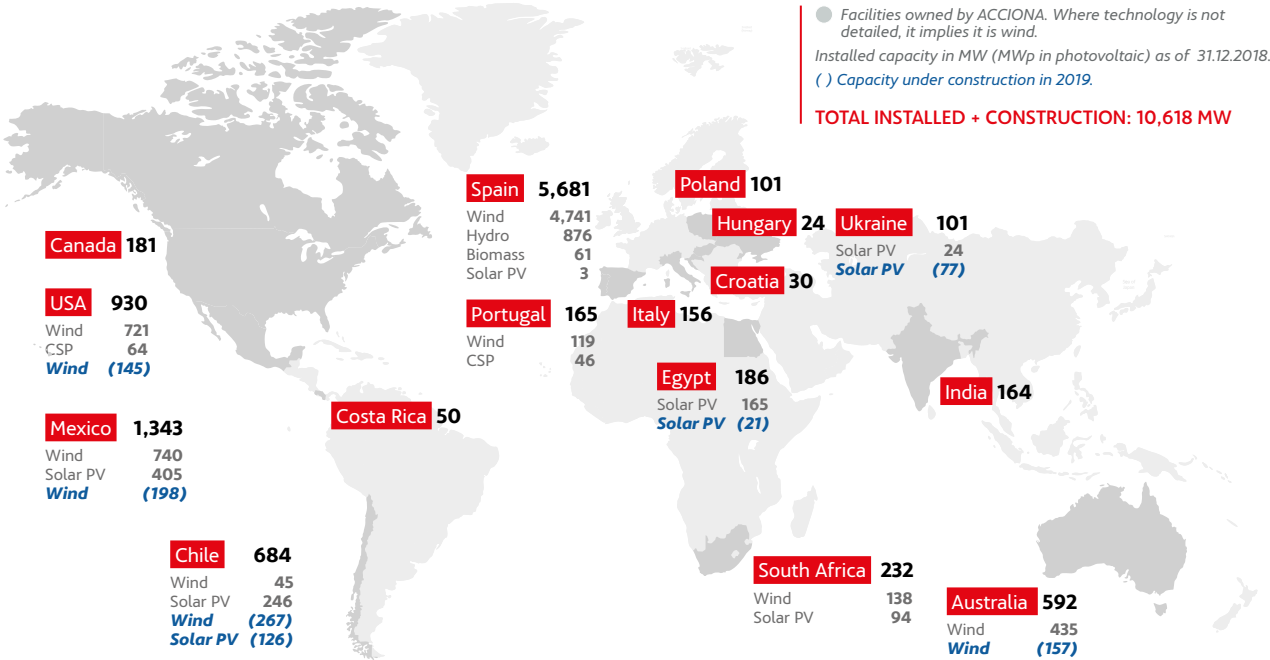 Facilities owned by ACCIONA. Where technology is not
detailed, it implies it is wind.
Installed capacity in MW (MWp in photovoltaic) as of 31.12.2018.
( ) Capacity under construction in 2019.
TOTAL INSTALLED + CONSTRUCTION: 10,618 MW
Canada 181
USA 930
Wind 721
CSP 64
Wind (145)
Mexico 1,343
Wind 740
Solar PV 405
Wind (198)
Costa Rica 50
Chile 684
Wind 45
Solar PV 246
Wind (267)
Solar PV (126)
Spain 5,681
Wind 4,741
Hydro 876
Biomass 61
Solar PV 3
Portugal 165
Wind 119
CSP 46
Poland 101
Hungary 24
Ukraine 101
Solar PV 24
Solar PV (77)
Croatia 30
Italy 156
Egypt 186
Solar PV 165
Solar PV (21)
India 164
South Africa 232
Wind 138
Solar PV 94
Australia 592
Wind 435
Wind (157)